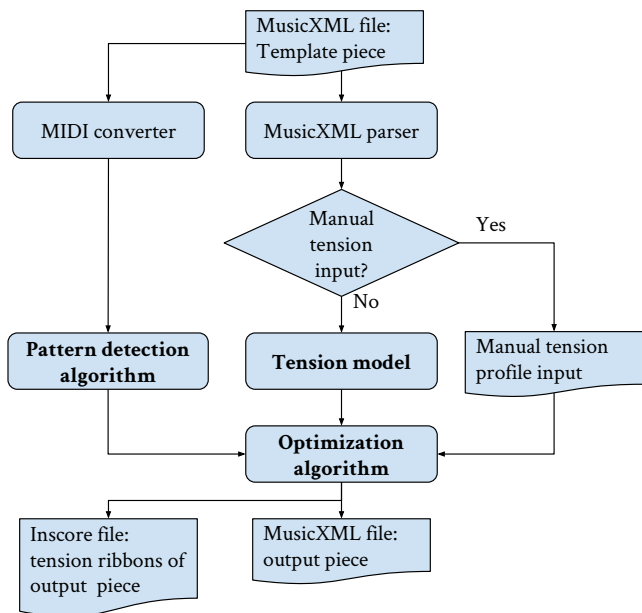 MusicXML file:
Template piece
MIDI converter
MusicXML parser
Manual
tension
input?
Yes
No
Pattern detection
algorithm
Tension model
Manual tension
profile input
Optimization
algorithm
Inscore file:
tension ribbons of
output piece
MusicXML file:
output piece